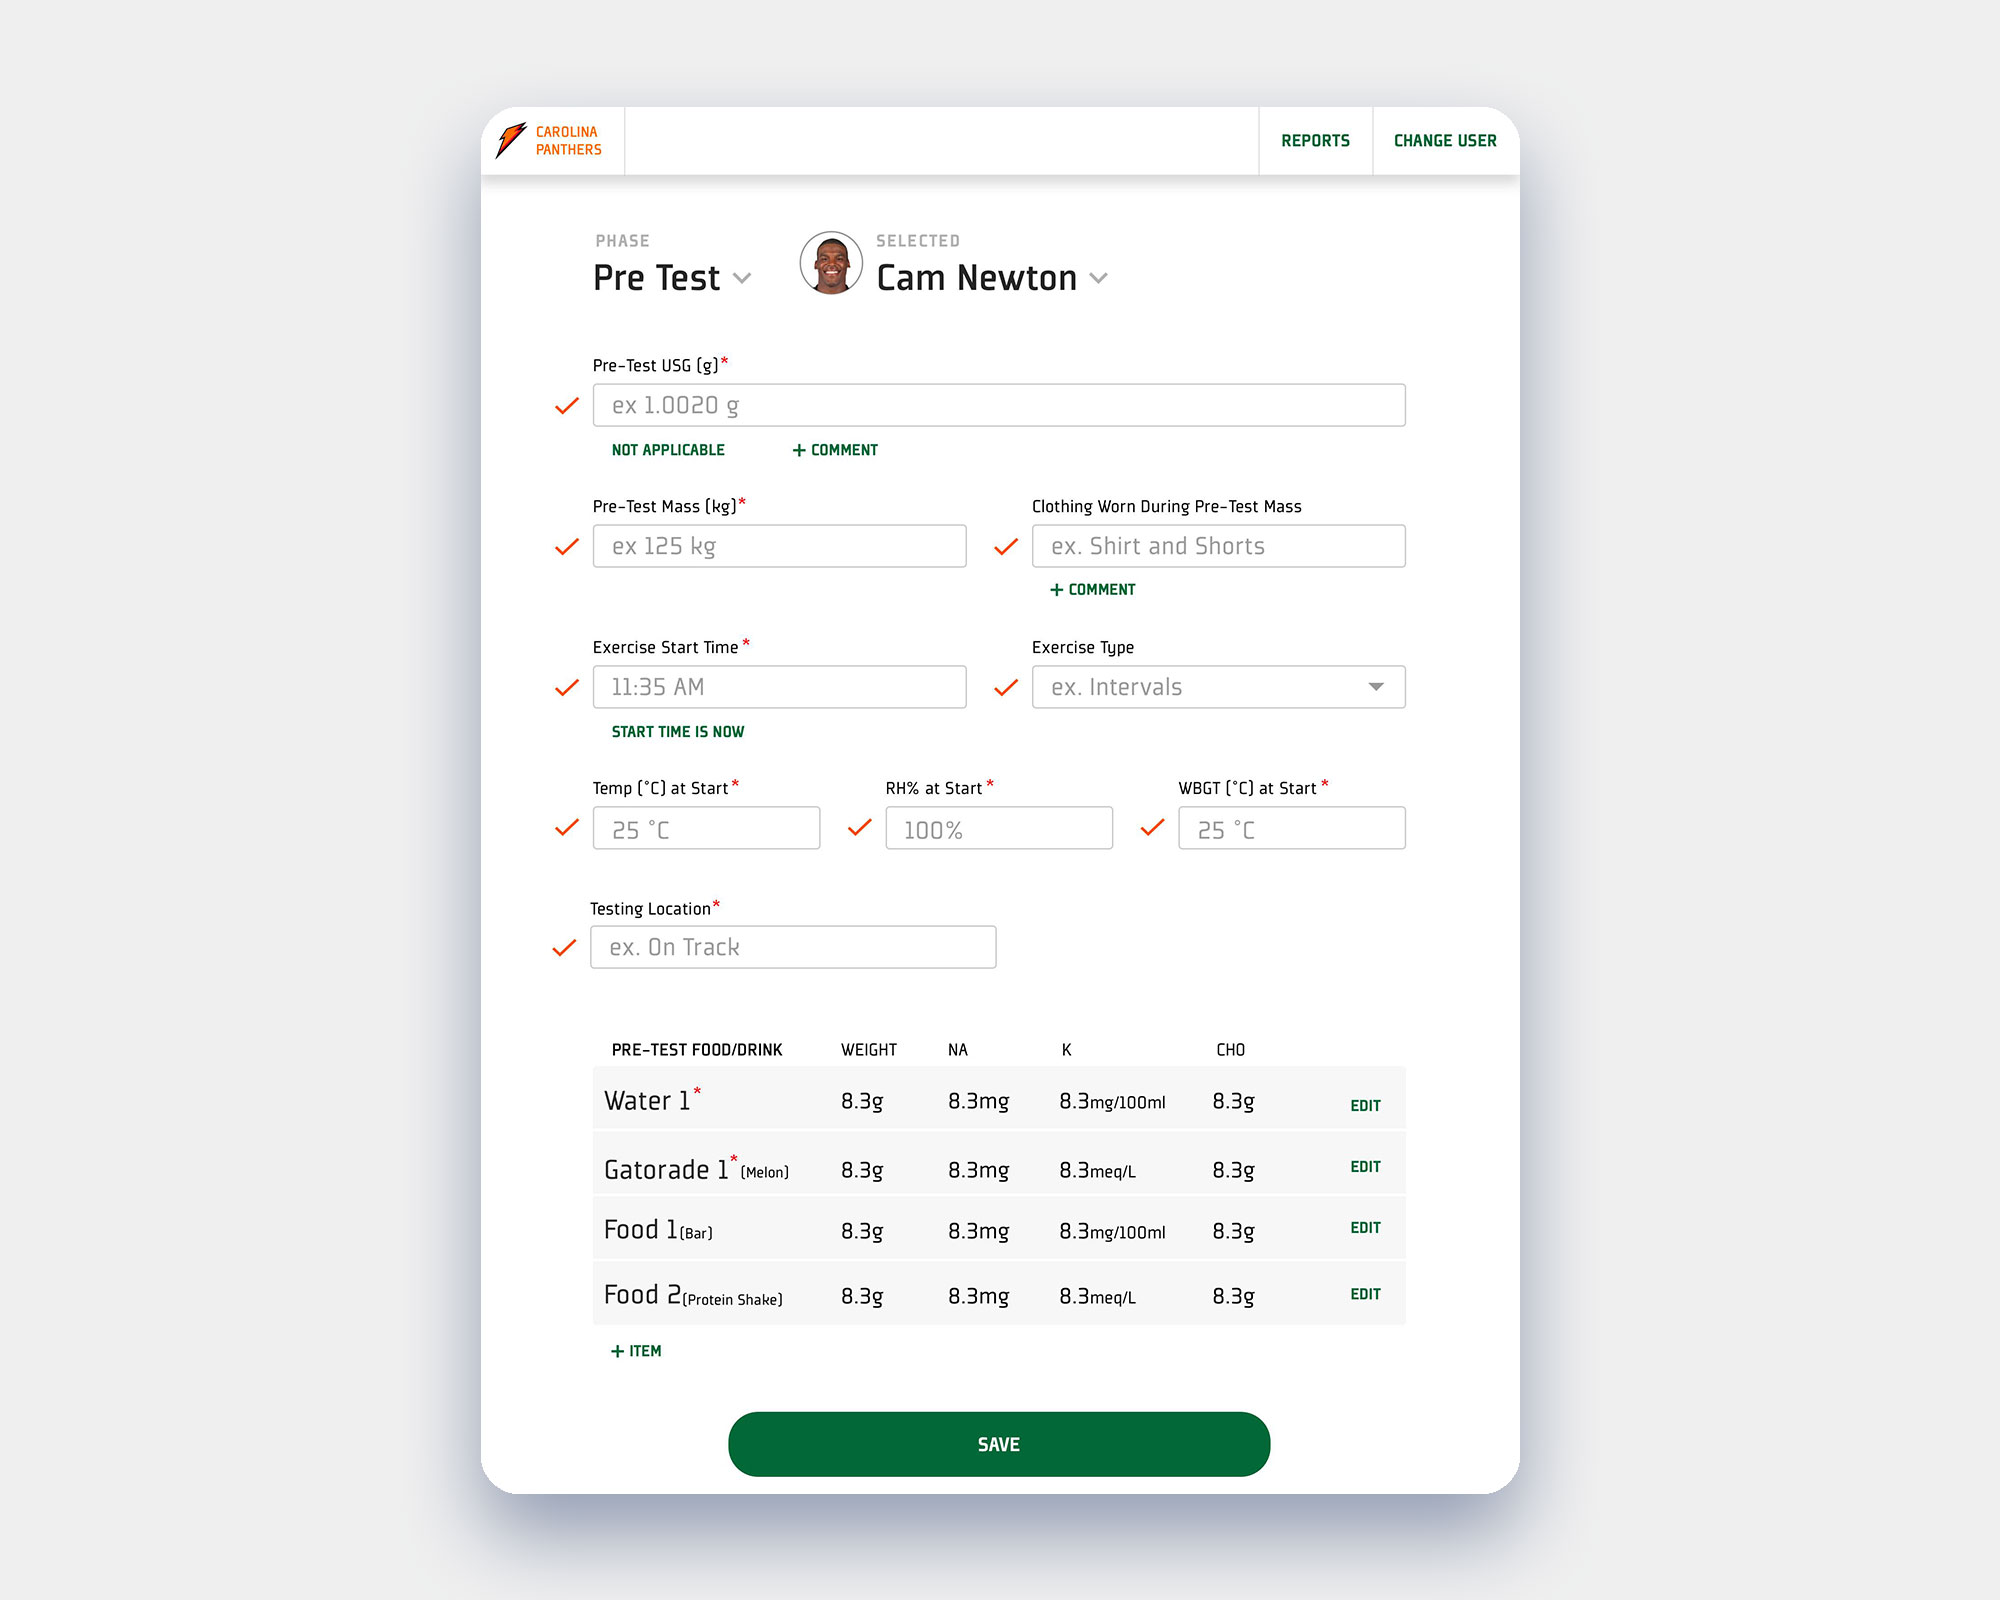 CAROLINA
PANTHERS
REPORTS
CHANGE USER
PHASE
Pre Test
SELECTED
Cam Newton
Pre-Test USG (g)*
ex 1.0020 g
NOT APPLICABLE
+ COMMENT
Pre-Test Mass (kg)*
ex 125 kg
Clothing Worn During Pre-Test Mass
ex. Shirt and Shorts
+ COMMENT
Exercise Start Time *
11:35 AM
START TIME IS NOW
Exercise Type
ex. Intervals
Temp (°C) at Start *
25 °C
RH% at Start *
100%
WBGT (°C) at Start *
25 °C
Testing Location*
ex. On Track
PRE-TEST FOOD/DRINK WEIGHT NA K CHO
Water 1* 8.3g 8.3mg 8.3mg/100ml 8.3g EDIT
Gatorade 1* (Melon) 8.3g 8.3mg 8.3meq/L 8.3g EDIT
Food 1(Bar) 8.3g 8.3mg 8.3mg/100ml 8.3g EDIT
Food 2(Protein Shake) 8.3g 8.3mg 8.3meq/L 8.3g EDIT
+ ITEM
SAVE